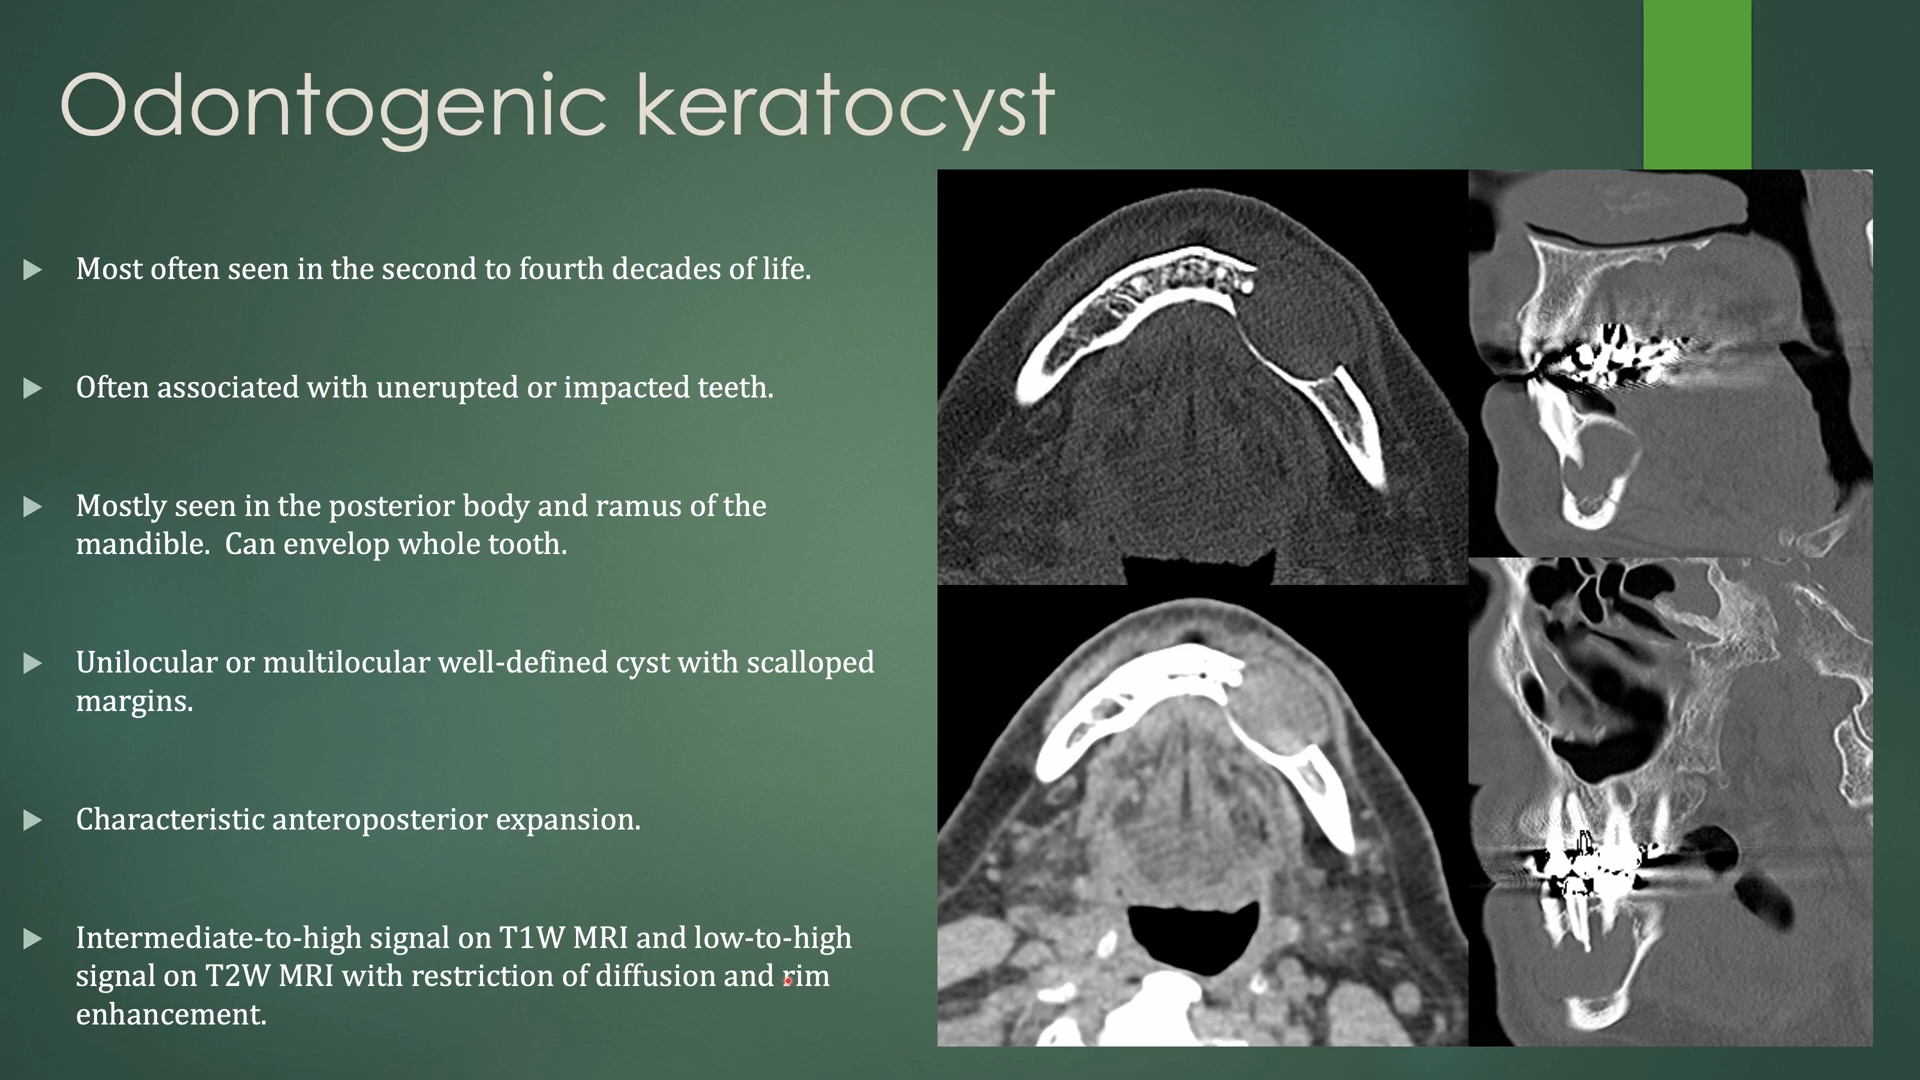 Odontogenic keratocyst
Most often seen in the second to fourth decades of life.
Often associated with unerupted or impacted teeth.
Mostly seen in the posterior body and ramus of the
mandible.  Can envelop whole tooth.
Unilocular or multilocular well-defined cyst with scalloped
margins.
Characteristic anteroposterior expansion.
Intermediate-to-high signal on T1W MRI and low-to-high
signal on T2W MRI with restriction of diffusion and rim
enhancement.